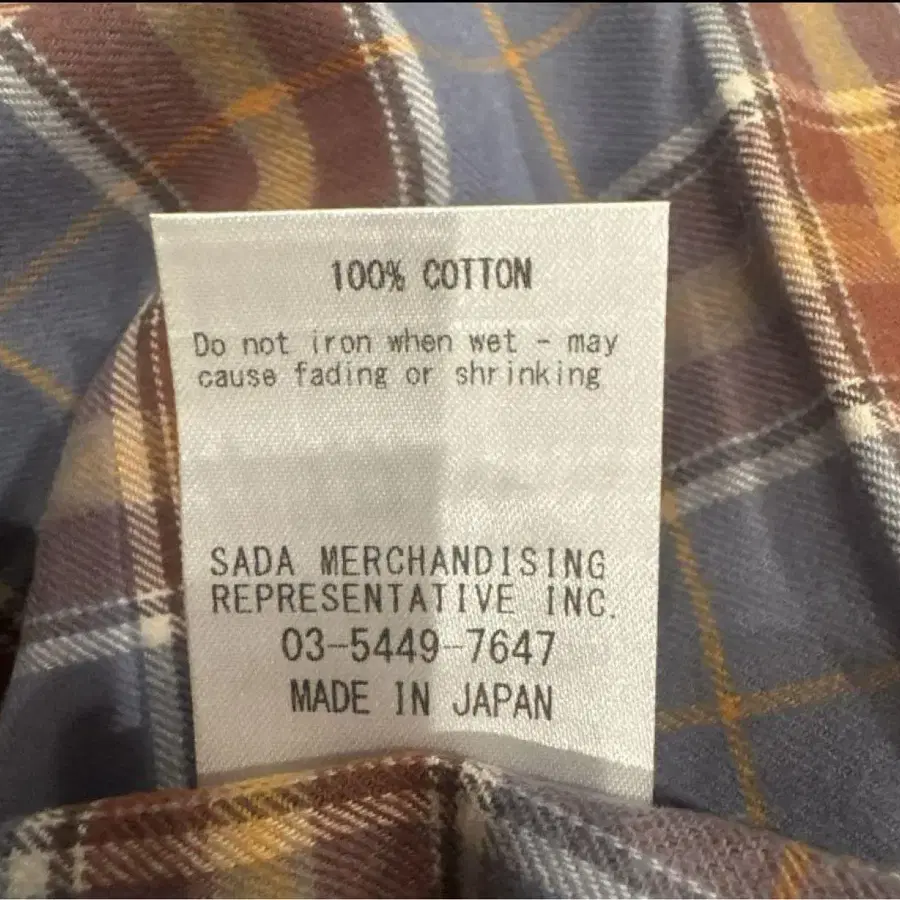 100% COTTON
Do not iron when wet - may
cause fading or shrinking
SADA MERCHANDISING
REPRESENTATIVE INC.
03-5449-7647
MADE IN JAPAN